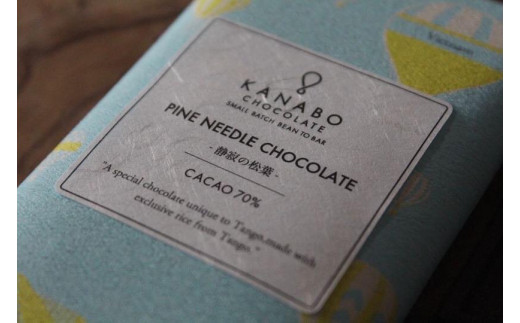 Vietnam
KANABO
CHOCOLATE
SMALL BATCH BEAN TO BAR
PINE NEEDLE CHOCOLATE
- 静寂の松葉 -
CACAO 70%
"A special chocolate unique to Tango,made with
exclusive rice from Tango."